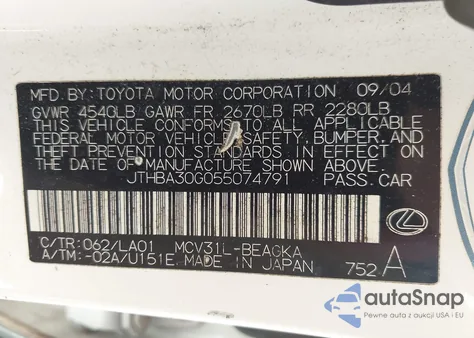 MFD. BY: TOYOTA MOTOR CORPORATION 09/04
GVWR 4540LB GAWR FR 2670LB RR 2280LB
THIS VEHICLE CONFORMS TO ALL APPLICABLE
FEDERAL MOTOR VEHICLE SAFETY, BUMPER, AND
THEFT PREVENTION STANDARDS IN EFFECT ON
THE DATE OF MANUFACTURE SHOWN ABOVE.
JTHBA30G055074791 PASS. CAR
C/TR: 062/LA01 MCV31L-BEAGKA
A/TM: -02A/U151E MADE IN JAPAN 752 A
autoSnap
Pewne auta z aukcji USA i EU